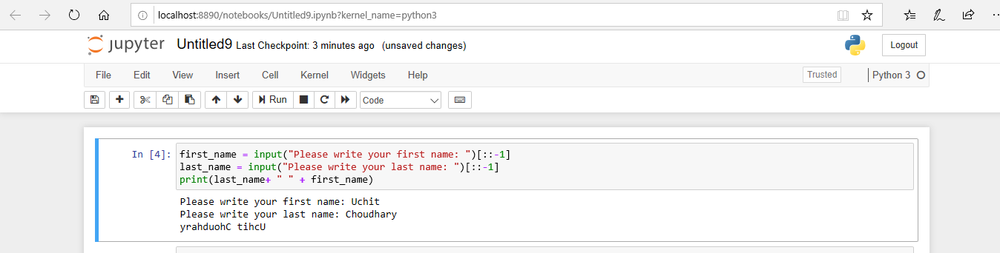 localhost:8890/notebooks/Untitled9.ipynb?kernel_name=python3
jupyter Untitled9 Last Checkpoint: 3 minutes ago (unsaved changes)
Logout
File Edit View Insert Cell Kernel Widgets Help Trusted Python 3
Run Code
In [4]: first_name = input("Please write your first name: ")[::-1]
last_name = input("Please write your last name: ")[::-1]
print(last_name+ " " + first_name)
Please write your first name: Uchit
Please write your last name: Choudhary
yrahduohC tihcU